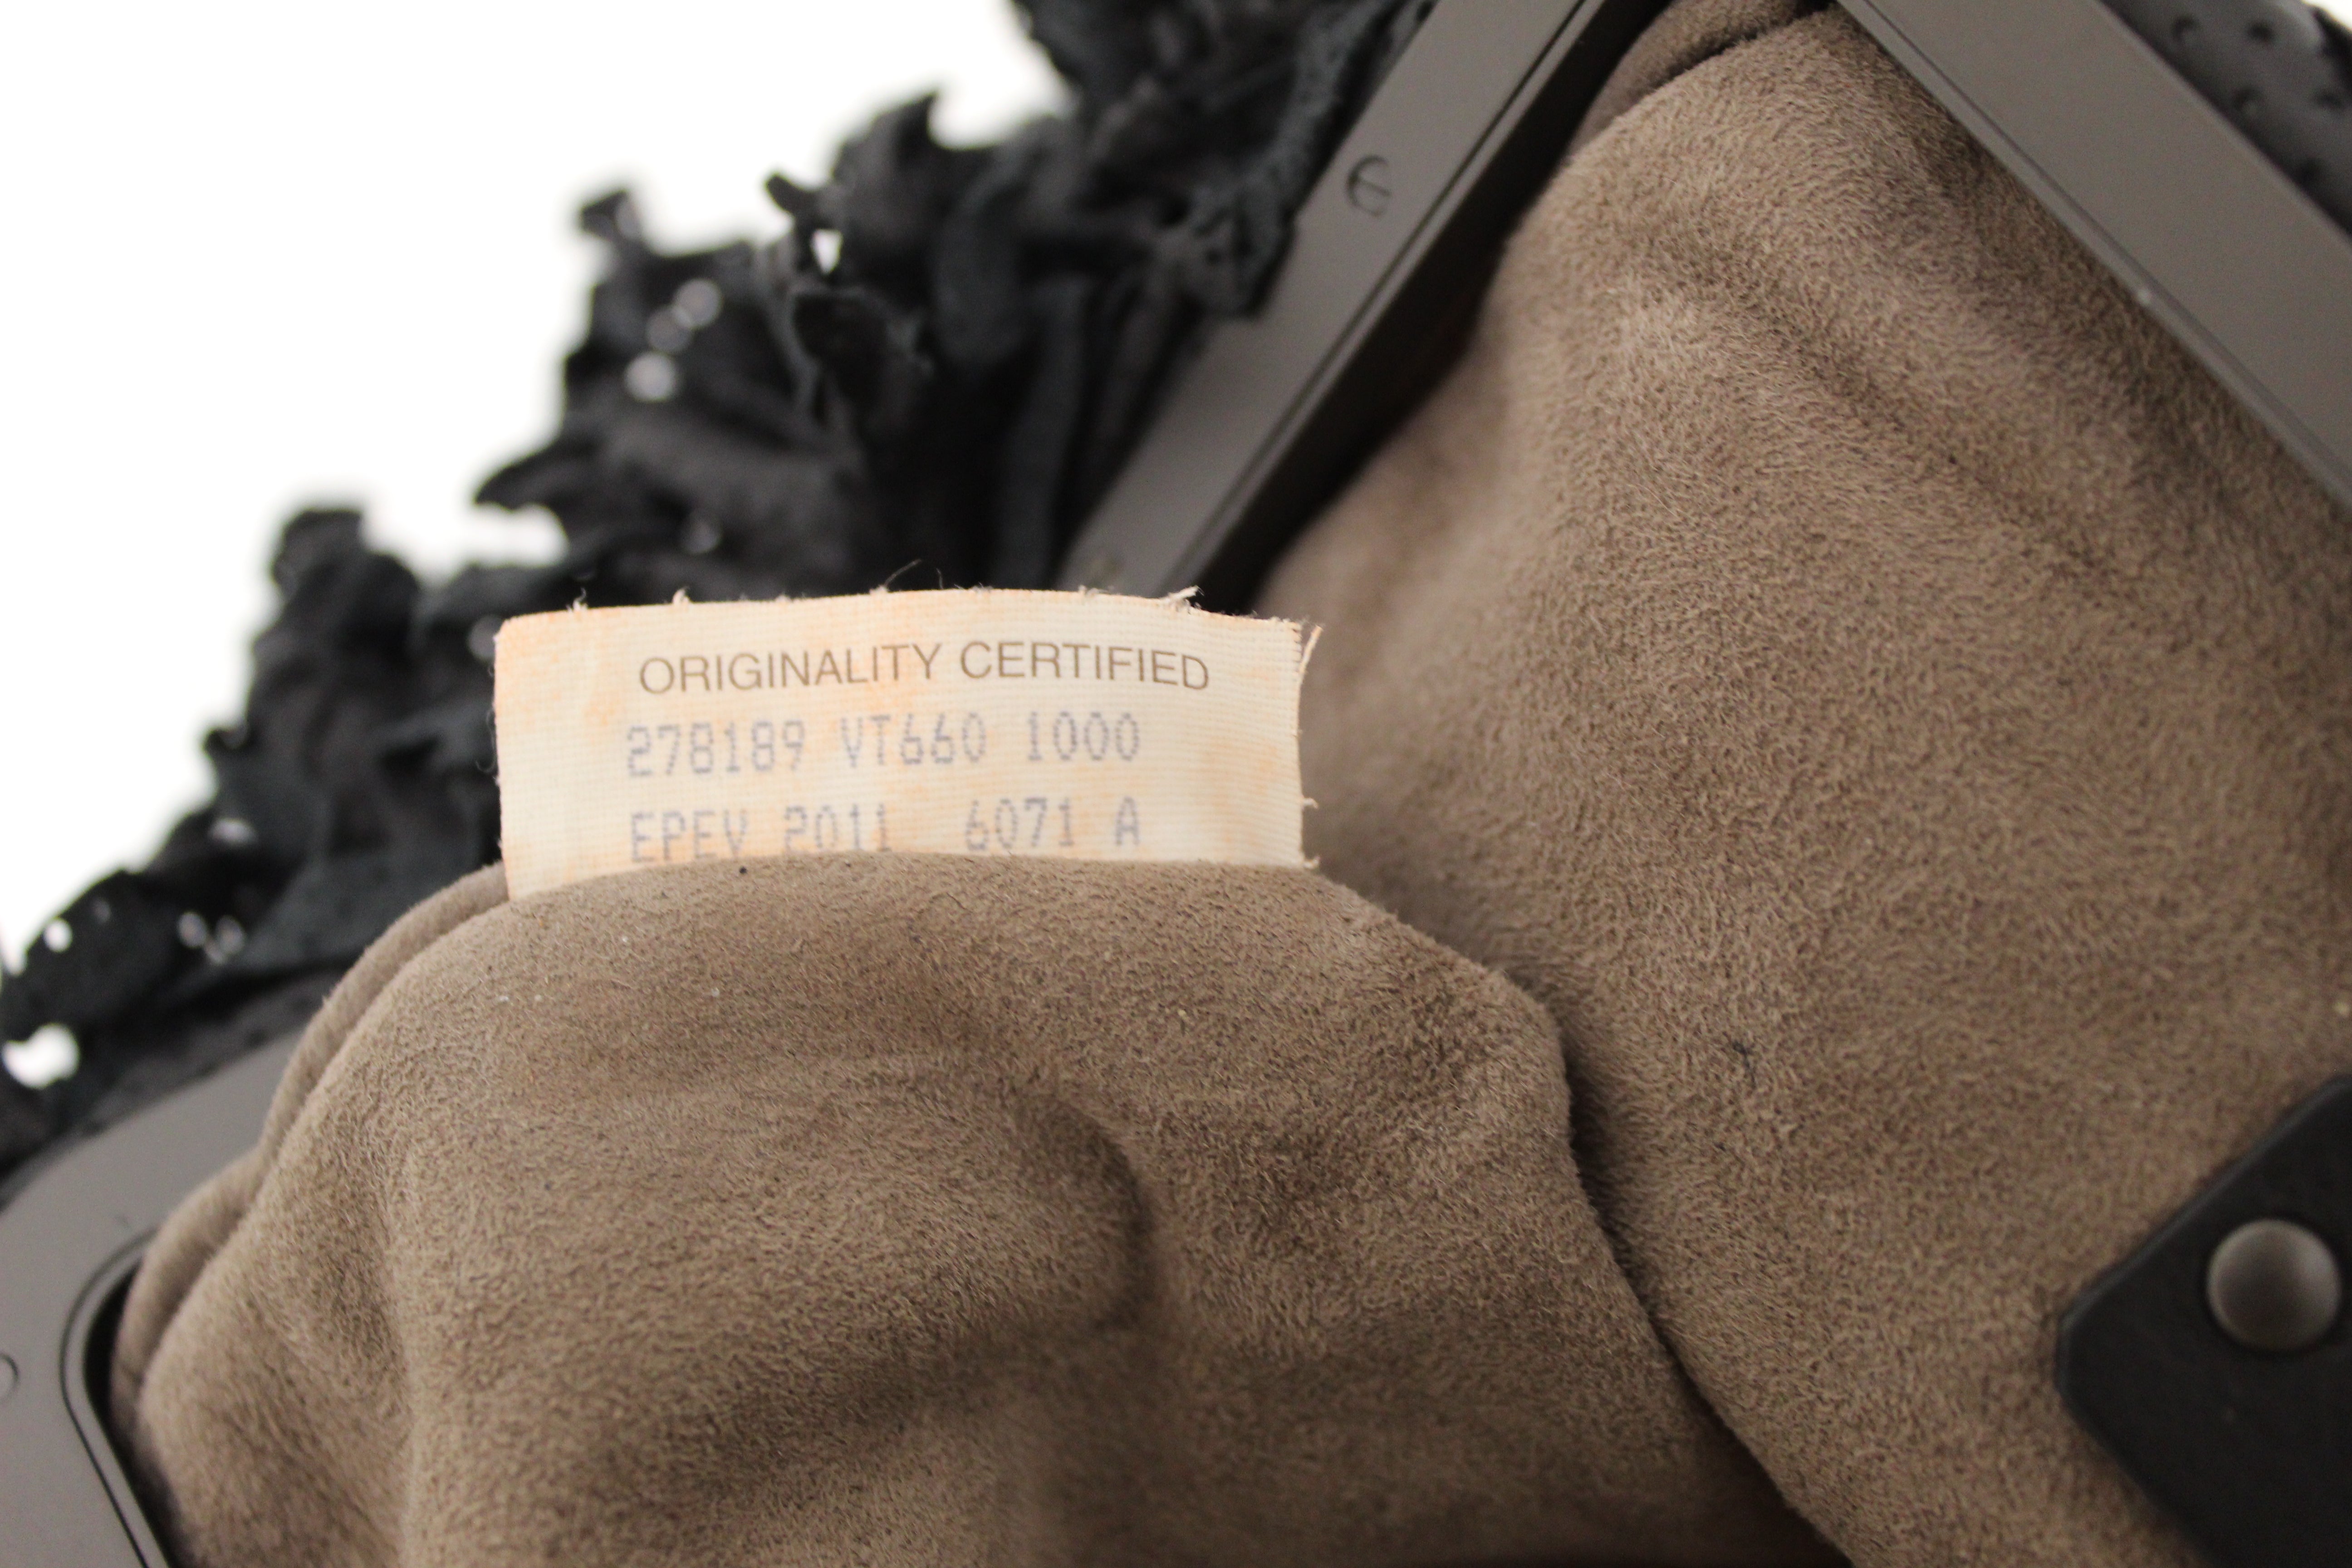 ORIGINALITY CERTIFIED
278189 VT660 1000
EPEV 2011 6071 A